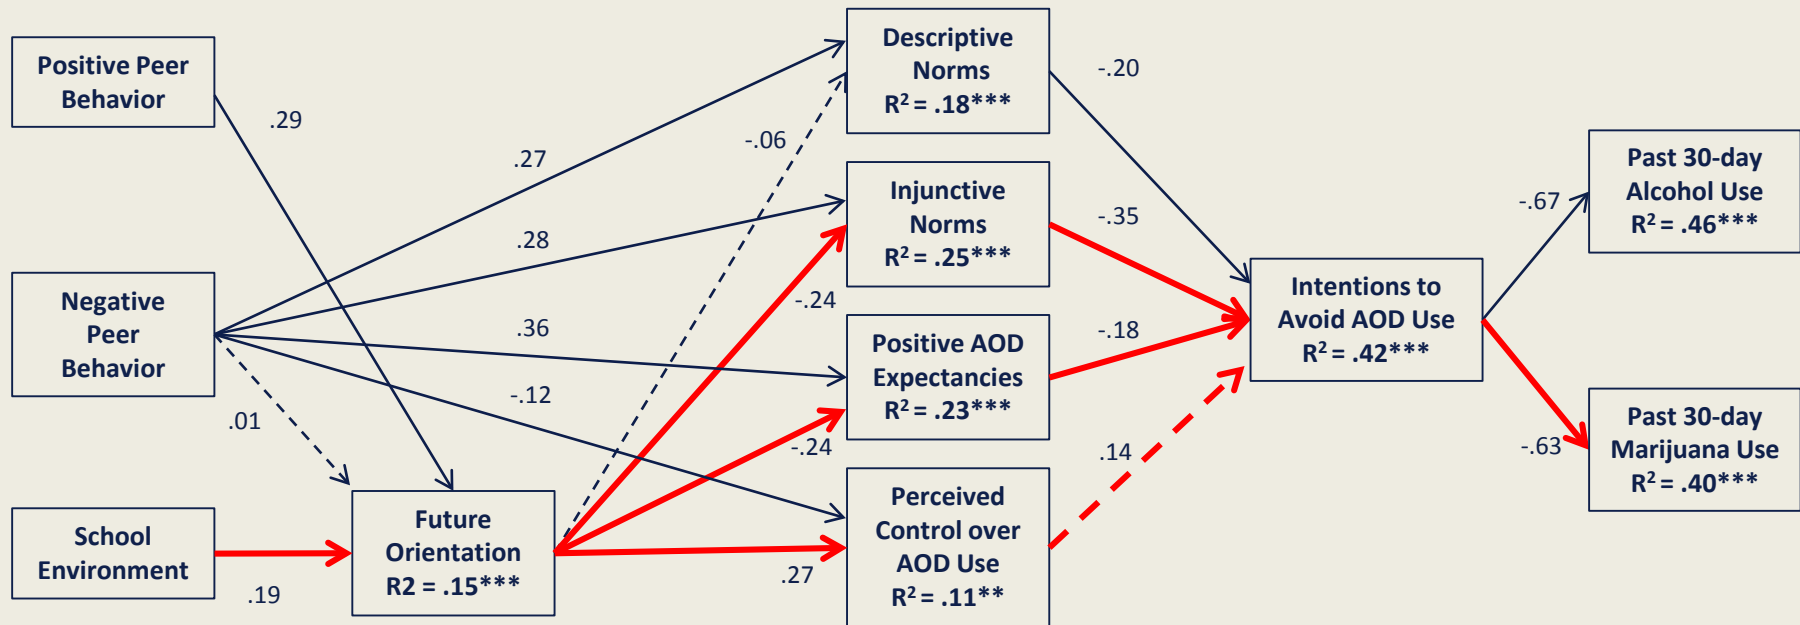 Positive Peer
Behavior
Negative
Peer
Behavior
School
Environment
.29
.01
.19
Future
Orientation
R2 = .15***
.27
.28
.36
-.12
-.06
-.24
-.24
.27
Descriptive
Norms
R² = .18***
Injunctive
Norms
R² = .25***
Positive AOD
Expectancies
R² = .23***
Perceived
Control over
AOD Use
R² = .11**
-.20
-.35
-.18
.14
Intentions to
Avoid AOD Use
R² = .42***
-.67
-.63
Past 30-day
Alcohol Use
R² = .46***
Past 30-day
Marijuana Use
R² = .40***